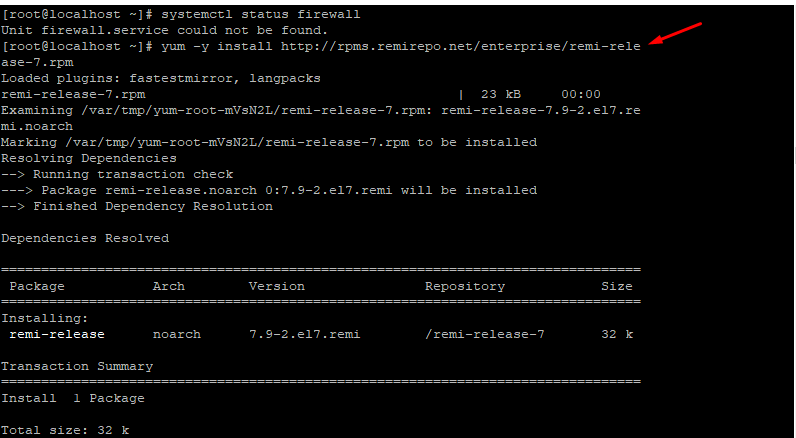 [root@localhost ~]# systemctl status firewall
Unit firewall.service could not be found.
[root@localhost ~]# yum -y install http://rpms.remirepo.net/enterprise/remi-rele
ase-7.rpm
Loaded plugins: fastestmirror, langpacks
remi-release-7.rpm                                       |  23 kB     00:00
Examining /var/tmp/yum-root-mVsN2L/remi-release-7.rpm: remi-release-7.9-2.el7.re
mi.noarch
Marking /var/tmp/yum-root-mVsN2L/remi-release-7.rpm to be installed
Resolving Dependencies
--> Running transaction check
---> Package remi-release.noarch 0:7.9-2.el7.remi will be installed
--> Finished Dependency Resolution

Dependencies Resolved

================================================================================
 Package           Arch        Version               Repository            Size
================================================================================
Installing:
 remi-release      noarch      7.9-2.el7.remi        /remi-release-7       32 k

Transaction Summary
================================================================================
Install  1 Package

Total size: 32 k